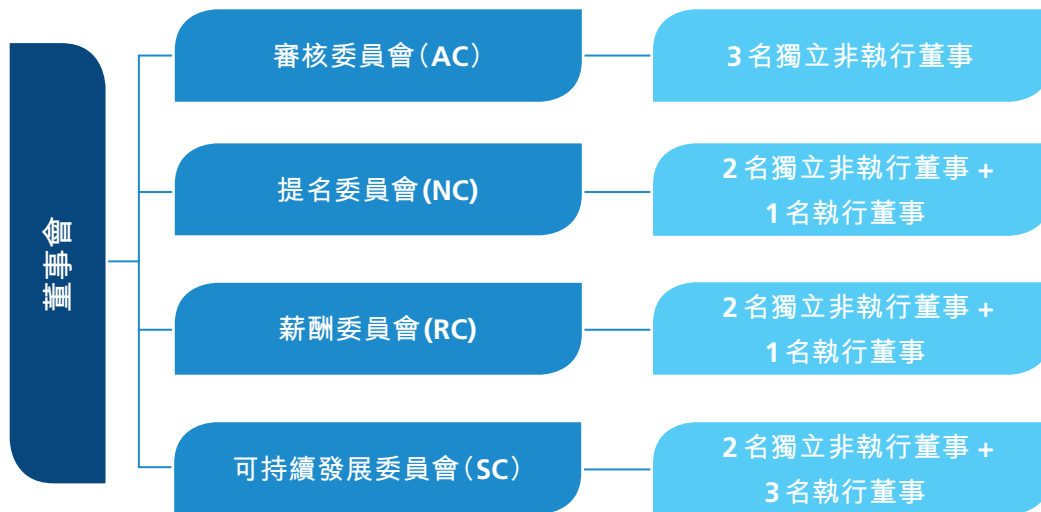 董事會
審核委員會（AC）
3 名獨立非執行董事
提名委員會 (NC)
2 名獨立非執行董事 +
1 名執行董事
薪酬委員會 (RC)
2 名獨立非執行董事 +
1 名執行董事
可持續發展委員會（SC）
2 名獨立非執行董事 +
3 名執行董事